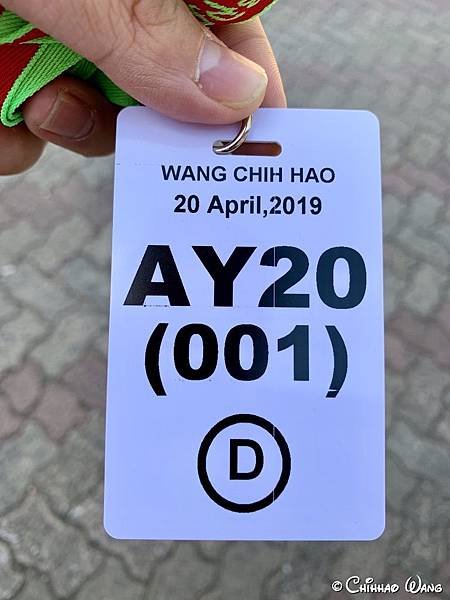 WANG CHIH HAO
20 April,2019
AY20
(001)
D
© CHIHHAO WANG